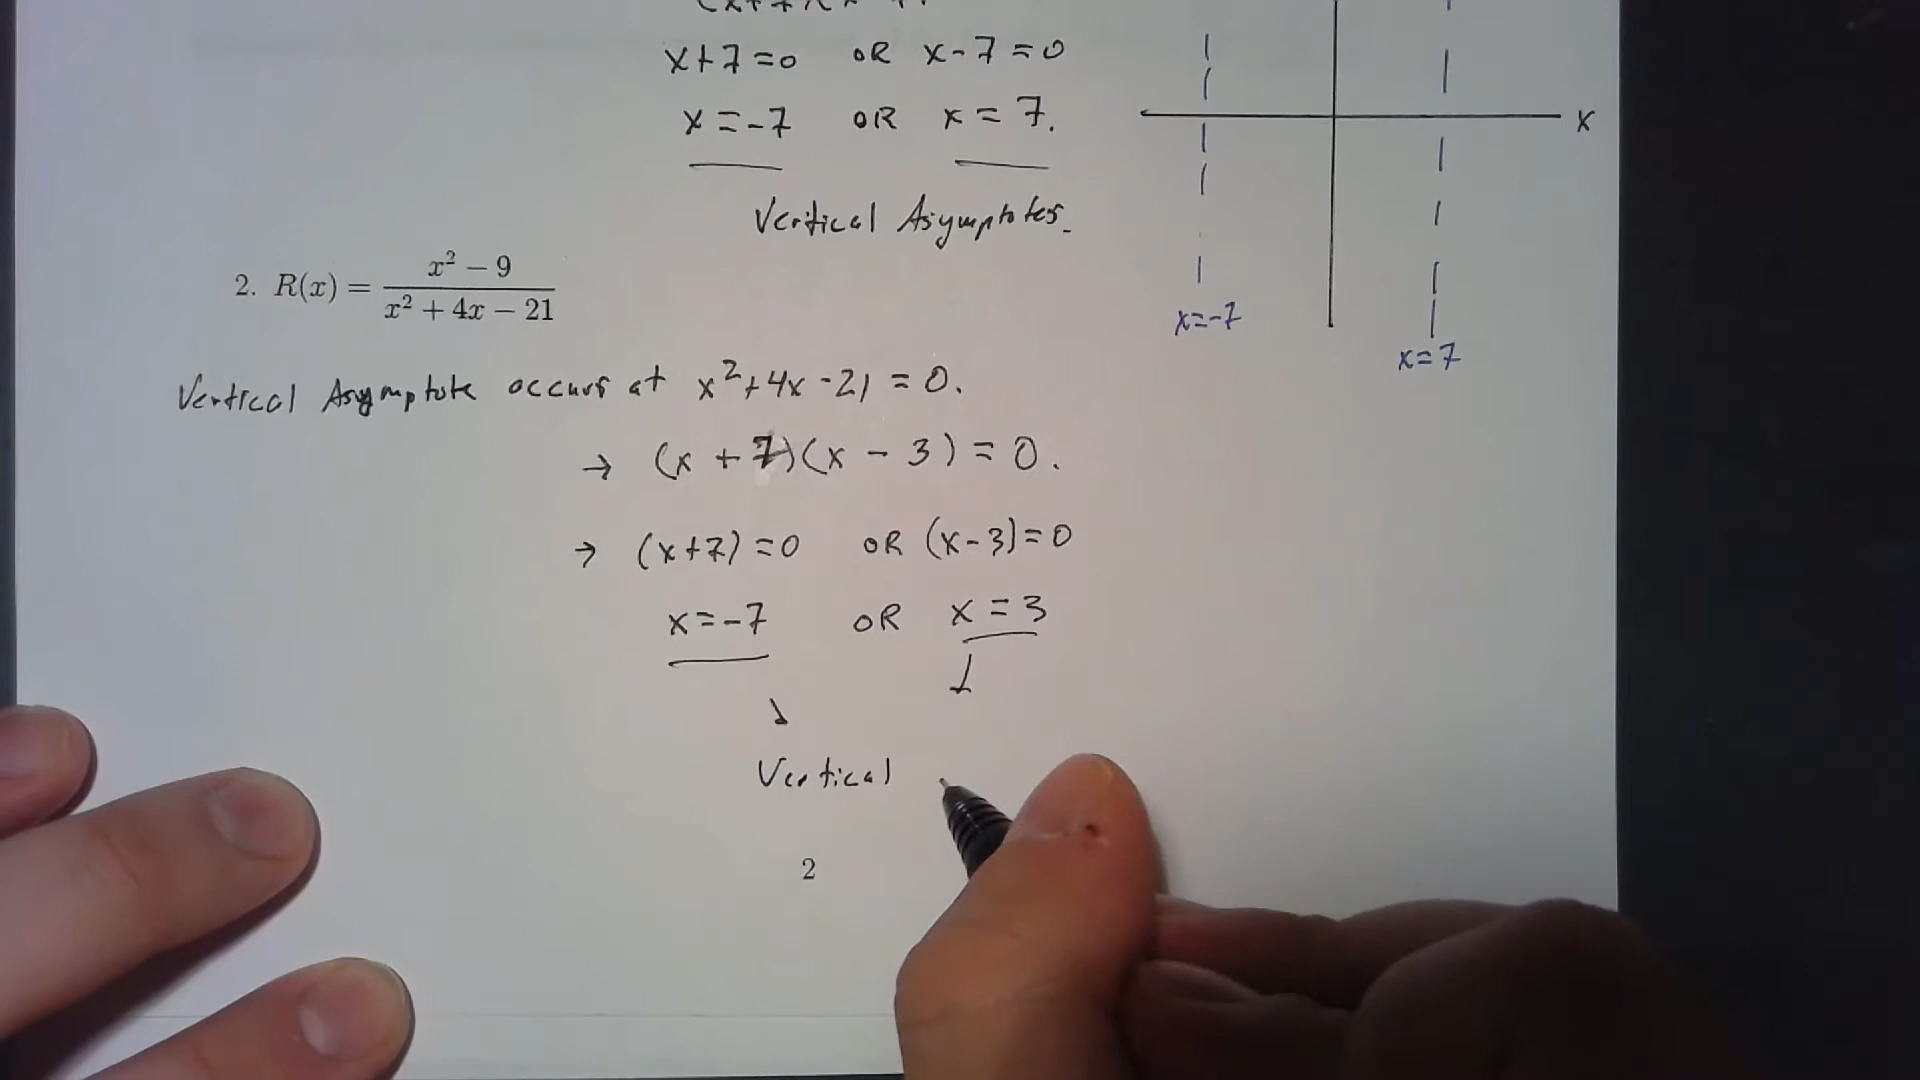 x+7=0 OR x-7=0
x=-7 OR x=7.
x
Vertical Asymptotes.
2. R(x) = \frac{x² - 9}{x² + 4x - 21}
x=-7
x=7
Vertical Asymptote occurs at x²+4x-21=0.
→ (x+7)(x-3)=0.
→ (x+7)=0 OR (x-3)=0
x=-7 OR x=3
Vertical
2